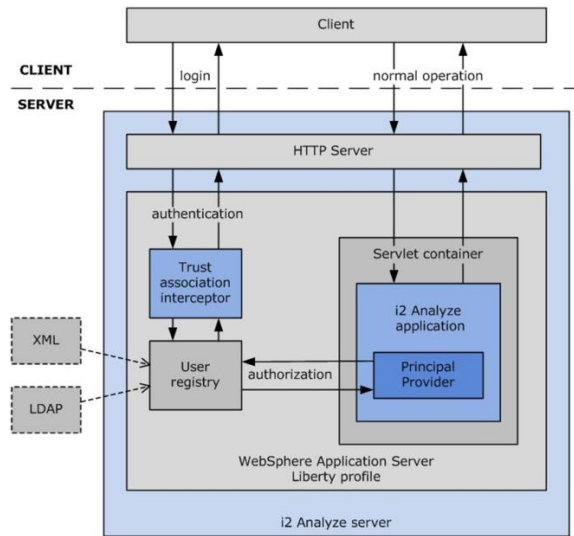 Client
CLIENT
login
normal operation
SERVER
HTTP Server
authentication
Servlet container
Trust
association
interceptor
i2 Analyze
application
XML
User
registry
authorization
Principal
Provider
LDAP
WebSphere Application Server
Liberty profile
i2 Analyze server